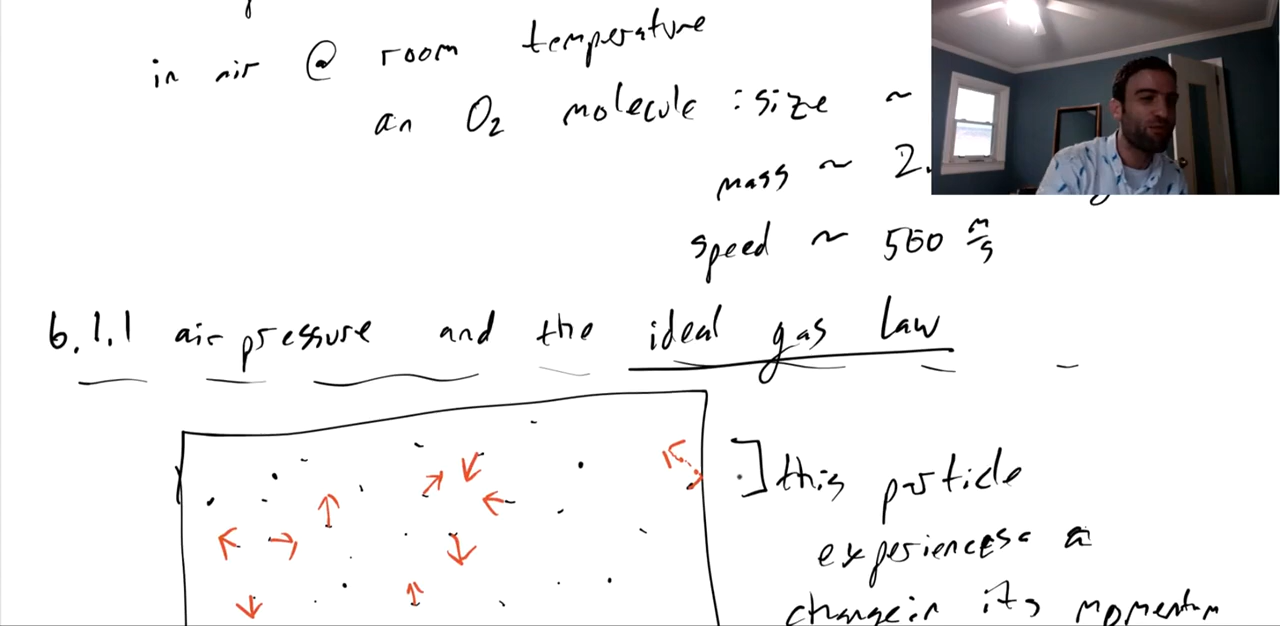 in air @ room temperature
an O₂ molecule : size ~
mass ~ 2.
speed ~ 500 m/s
6.1.1 air pressure and the ideal gas law
] this particle
experiences a
change in its momentum